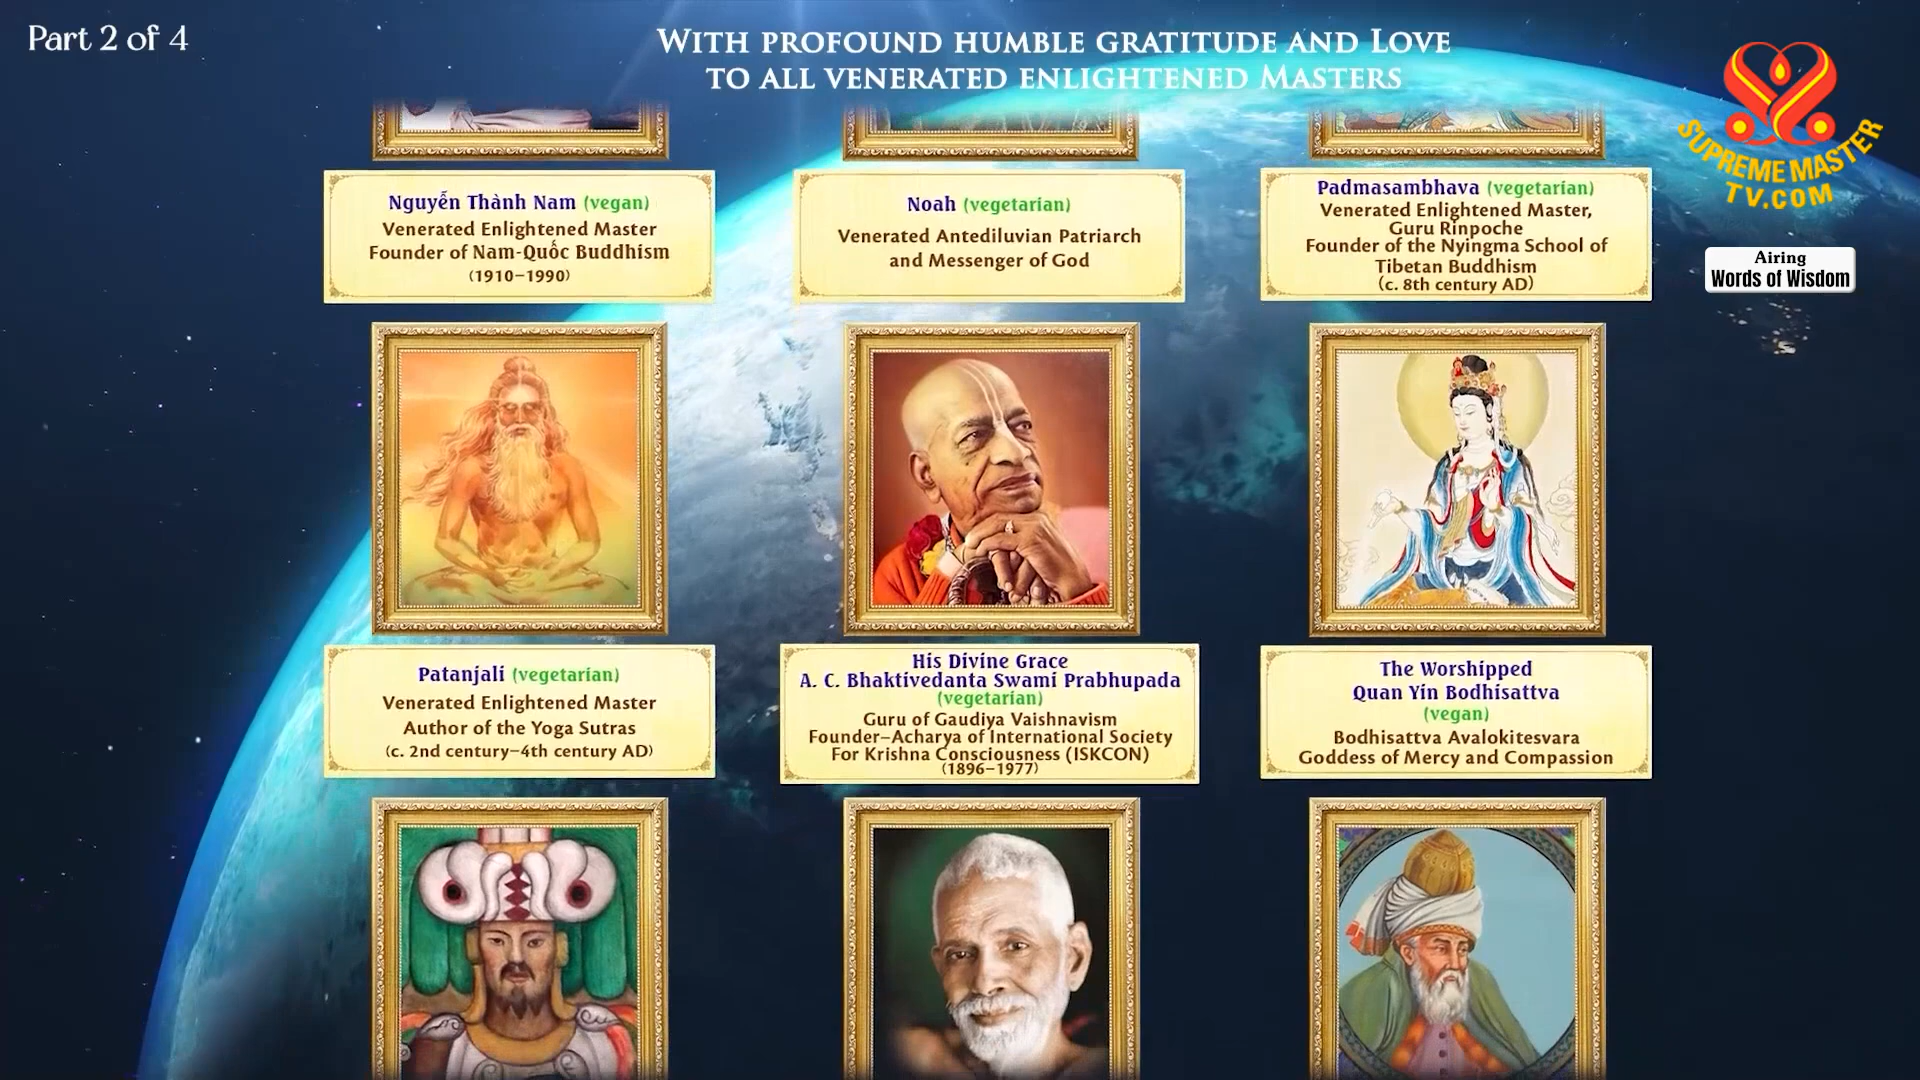 Part 2 of 4
With profound humble gratitude and Love
to all venerated enlightened Masters
SUPREME MASTER
TV.COM
Airing
Words of Wisdom
Nguyễn Thành Nam (vegan)
Venerated Enlightened Master
Founder of Nam-Quốc Buddhism
(1910–1990)
Noah (vegetarian)
Venerated Antediluvian Patriarch
and Messenger of God
Padmasambhava (vegetarian)
Venerated Enlightened Master,
Guru Rinpoche
Founder of the Nyingma School of
Tibetan Buddhism
(c. 8th century AD)
Patanjali (vegetarian)
Venerated Enlightened Master
Author of the Yoga Sutras
(c. 2nd century–4th century AD)
His Divine Grace
A. C. Bhaktivedanta Swami Prabhupada
(vegetarian)
Guru of Gaudiya Vaishnavism
Founder–Acharya of International Society
For Krishna Consciousness (ISKCON)
(1896–1977)
The Worshipped
Quan Yin Bodhisattva
(vegan)
Bodhisattva Avalokitesvara
Goddess of Mercy and Compassion